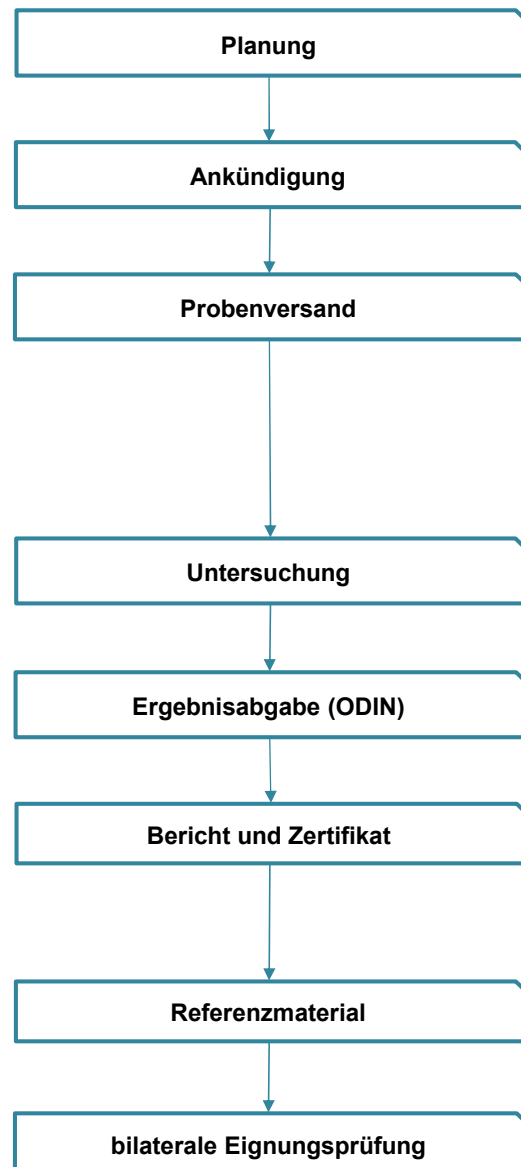 Planung
Ankündigung
Probenversand
Untersuchung
Ergebnisabgabe (ODIN)
Bericht und Zertifikat
Referenzmaterial
bilaterale Eignungsprüfung